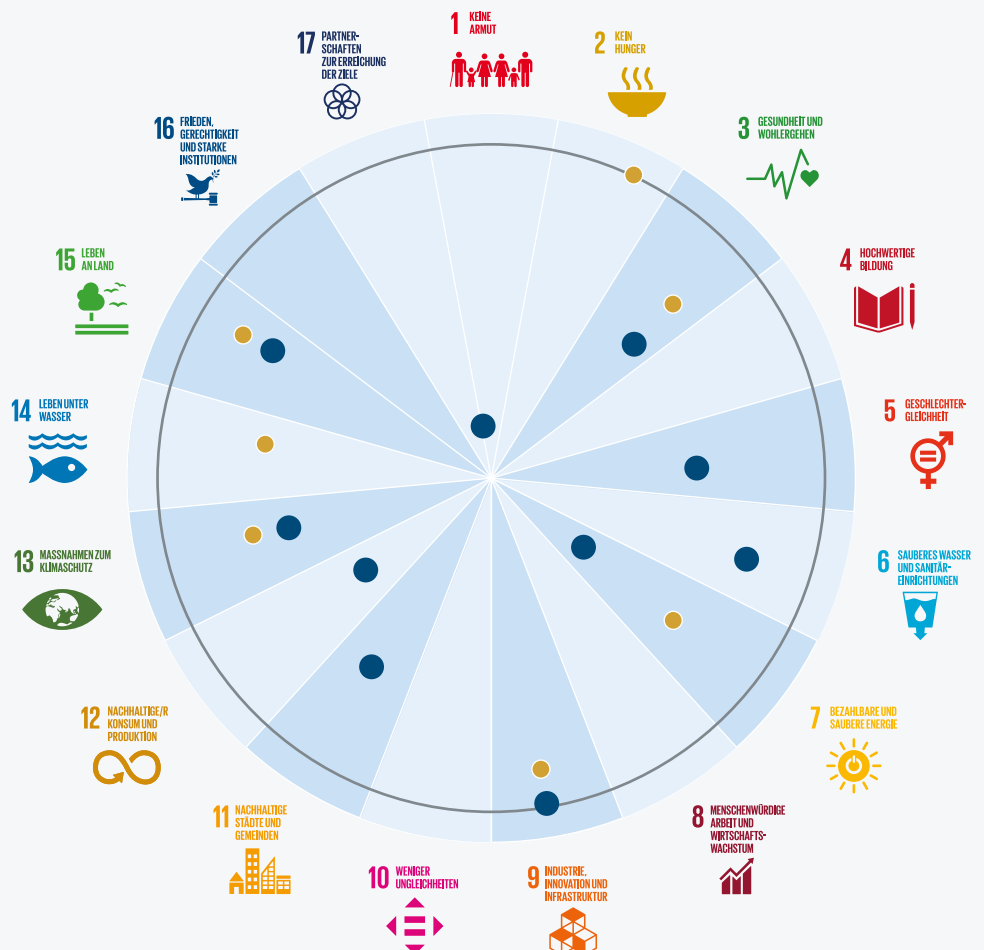 1 KEINE
ARMUT
2 KEIN
HUNGER
3 GESUNDHEIT UND
WOHLERGEHEN
4 HOCHWERTIGE
BILDUNG
5 GESCHLECHTER-
GLEICHHEIT
6 SAUBERES WASSER
UND SANITÄR-
EINRICHTUNGEN
7 BEZAHLBARE UND
SAUBERE ENERGIE
8 MENSCHENWÜRDIGE
ARBEIT UND
WIRTSCHAFTS-
WACHSTUM
9 INDUSTRIE,
INNOVATION UND
INFRASTRUKTUR
10 WENIGER
UNGLEICHHEITEN
11 NACHHALTIGE
STÄDTE UND
GEMEINDEN
12 NACHHALTIGE/R
KONSUM UND
PRODUKTION
13 MASSNAHMEN ZUM
KLIMASCHUTZ
14 LEBEN UNTER
WASSER
15 LEBEN
AN LAND
16 FRIEDEN,
GERECHTIGKEIT
UND STARKE
INSTITUTIONEN
17 PARTNER-
SCHAFTEN
ZUR ERREICHUNG
DER ZIELE